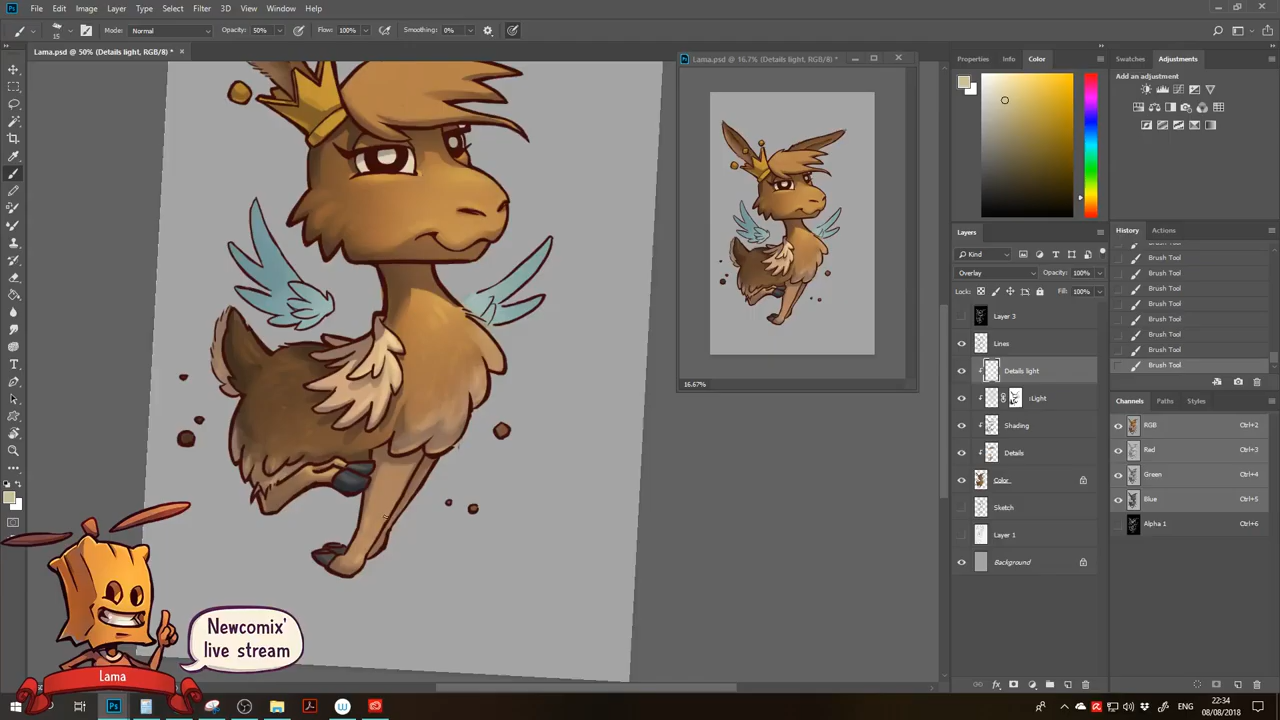 Ps
File
Edit
Image
Layer
Type
Select
Filter
3D
View
Window
Help
15
Mode:
Normal
Opacity: 50%
Flow: 100%
Smoothing: 0%
Lama.psd @ 50% (Details light, RGB/8) *
Lama.psd @ 16.7% (Details light, RGB/8) *
16.67%
Properties
Info
Color
Swatches
Adjustments
Add an adjustment
Layers
Kind
Overlay
Opacity: 100%
Lock:
Fill: 100%
Layer 3
Lines
Details light
Light
Shading
Details
Color
Sketch
Layer 1
Background
History
Actions
Brush Tool
Brush Tool
Brush Tool
Brush Tool
Brush Tool
Brush Tool
Brush Tool
Channels
Paths
Styles
RGB
Ctrl+2
Red
Ctrl+3
Green
Ctrl+4
Blue
Ctrl+5
Alpha 1
Ctrl+6
Newcomix'
live stream
Lama
Ps
22:34
08/08/2018